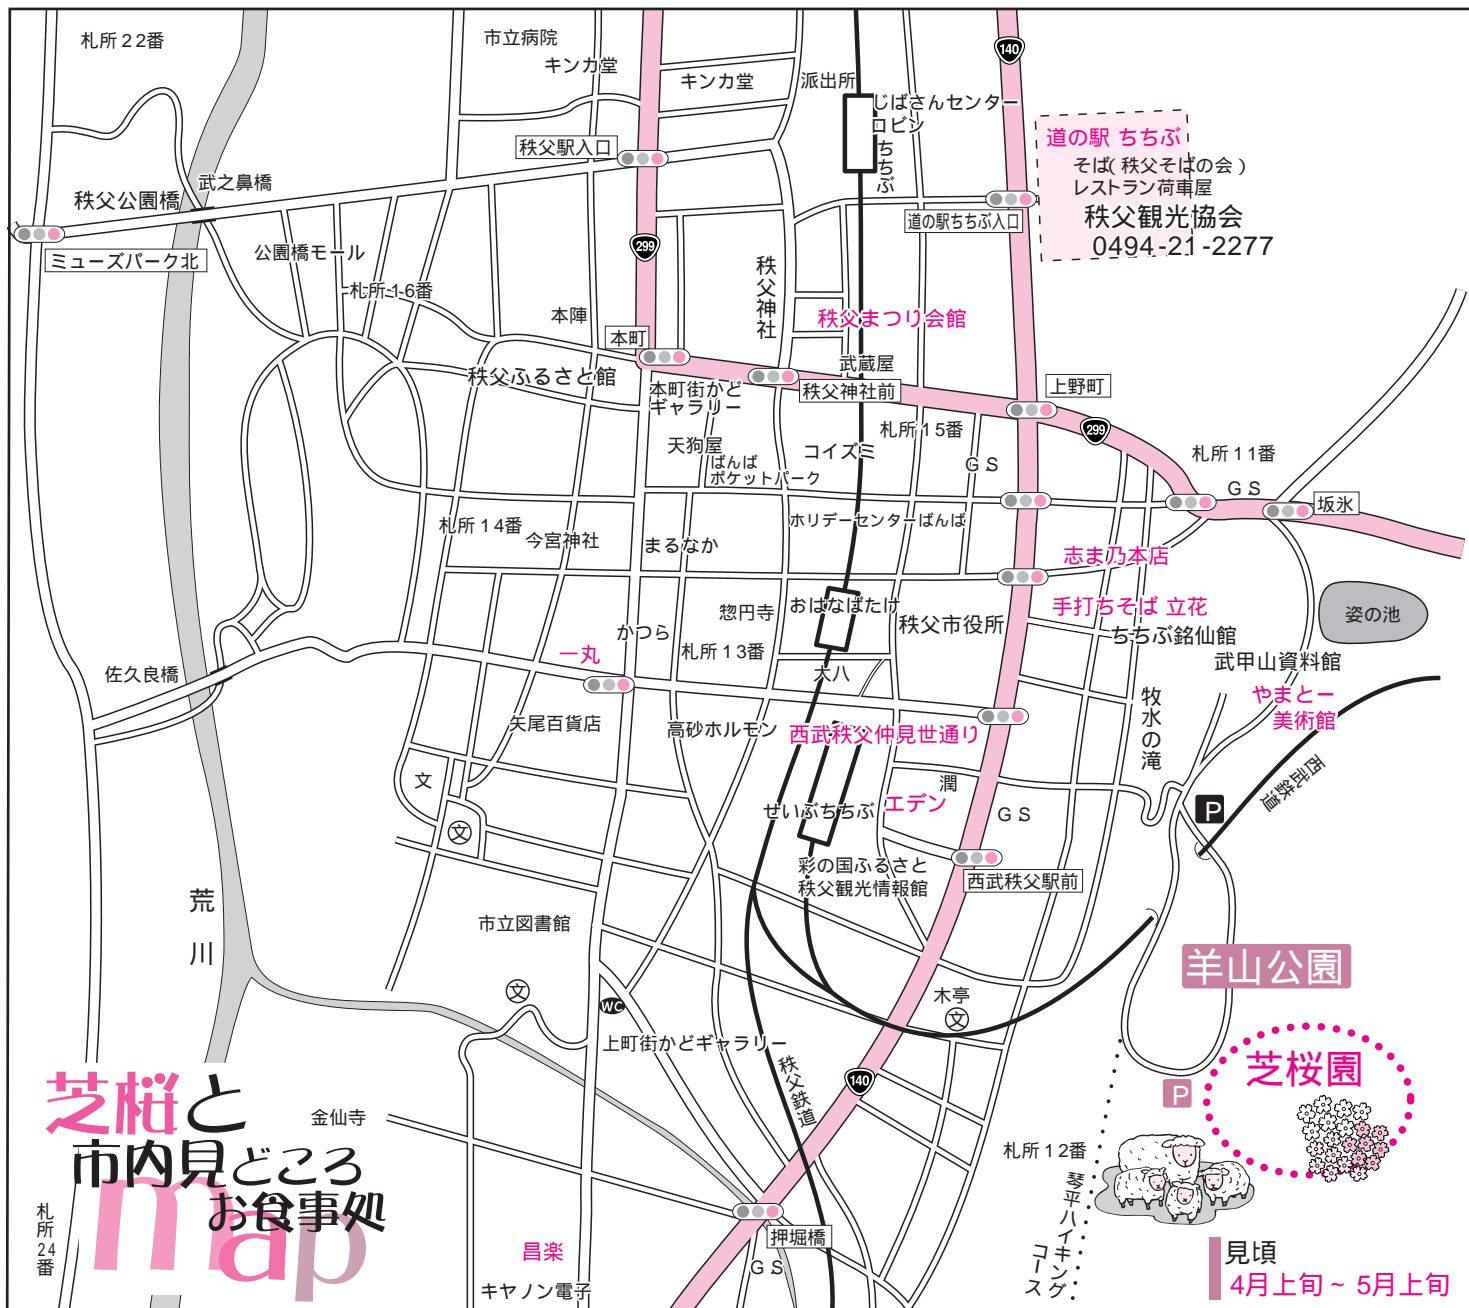 札所22番
市立病院
キンカ堂
キンカ堂
派出所
140
じばさんセンター
ロビン
ちちぶ
道の駅 ちちぶ
そば(秩父そばの会)
レストラン荷車屋
秩父観光協会
0494-21-2277
秩父駅入口
武之鼻橋
秩父公園橋
ミューズパーク北
道の駅ちちぶ入口
299
公園橋モール
札所16番
秩父神社
本陣
本町
秩父まつり会館
武蔵屋
秩父ふるさと館
本町街かど
ギャラリー
秩父神社前
上野町
299
天狗屋
ばんば
ポケットパーク
コイズミ
札所15番
GS
札所11番
GS
坂氷
札所14番
今宮神社
まるなか
ホリデーセンターばんば
志ま乃本店
おはなばたけ
手打ちそば 立花
姿の池
惣円寺
秩父市役所
ちちぶ銘仙館
かつら
一丸
札所13番
佐久良橋
大八
武甲山資料館
やまとー
美術館
牧水の滝
矢尾百貨店
高砂ホルモン
西武秩父仲見世通り
西武鉄道
文
潤
せいぶちちぶ
エデン
GS
P
文
彩の国ふるさと
秩父観光情報館
西武秩父駅前
荒川
市立図書館
羊山公園
文
WC
木亭
文
上町街かどギャラリー
秩父鉄道
140
芝桜園
P
芝桜と
市内見どころ
お食事処
map
金仙寺
札所12番
琴平ハイキング
コース
札所24番
押堀橋
昌楽
GS
キヤノン電子
見頃
4月上旬~5月上旬